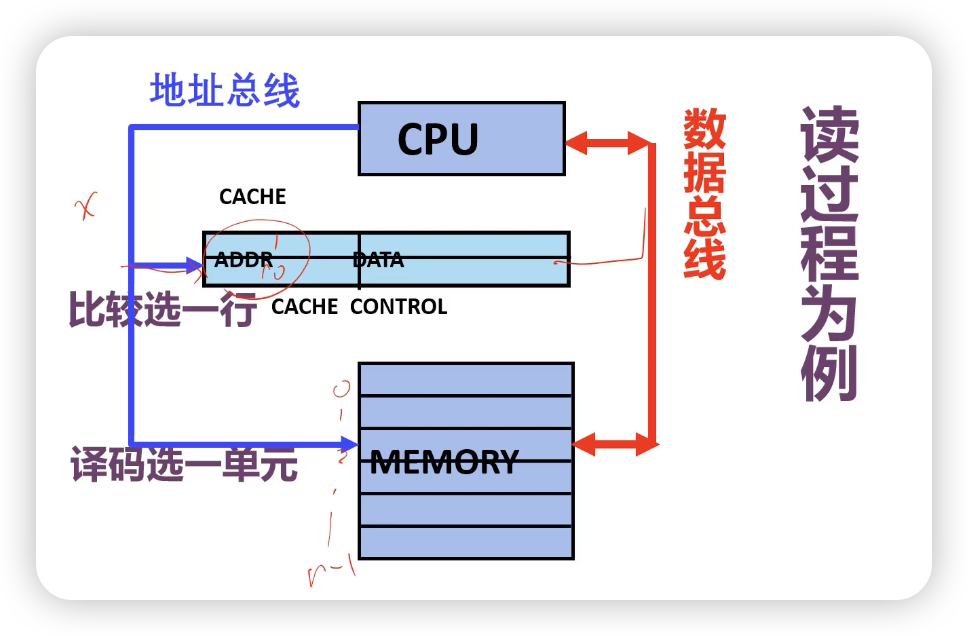 地址总线
CPU
数据总线
读过程为例
x
CACHE
ADDR
DATA
比较选一行
CACHE CONTROL
0
1
2
译码选一单元
MEMORY
n-1